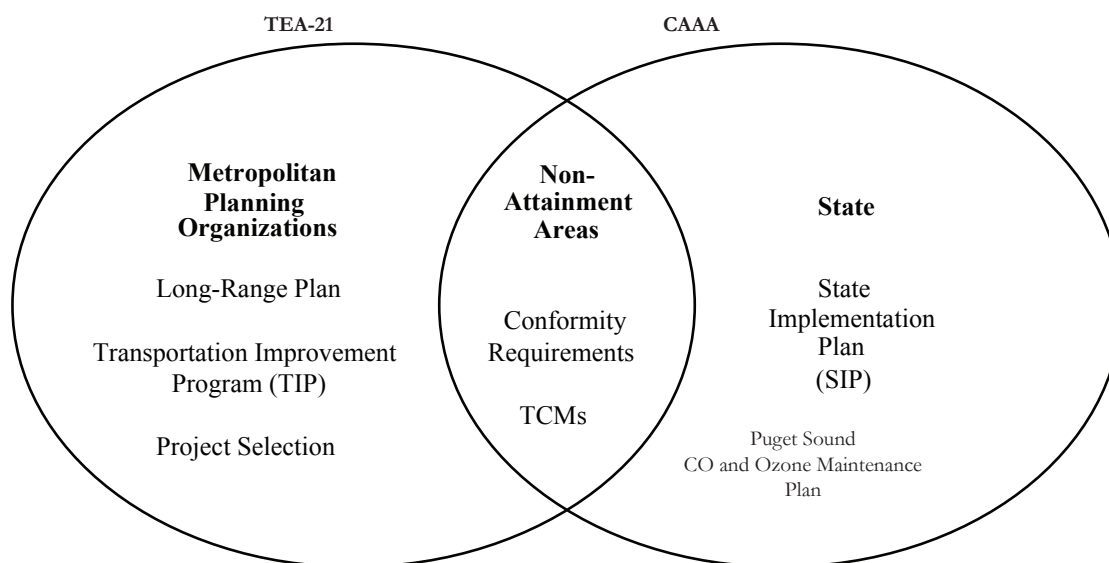 TEA-21
CAAA
Metropolitan
Planning
Organizations
Long-Range Plan
Transportation Improvement
Program (TIP)
Project Selection
Non-
Attainment
Areas
Conformity
Requirements
TCMs
State
State
Implementation
Plan
(SIP)
Puget Sound
CO and Ozone Maintenance
Plan